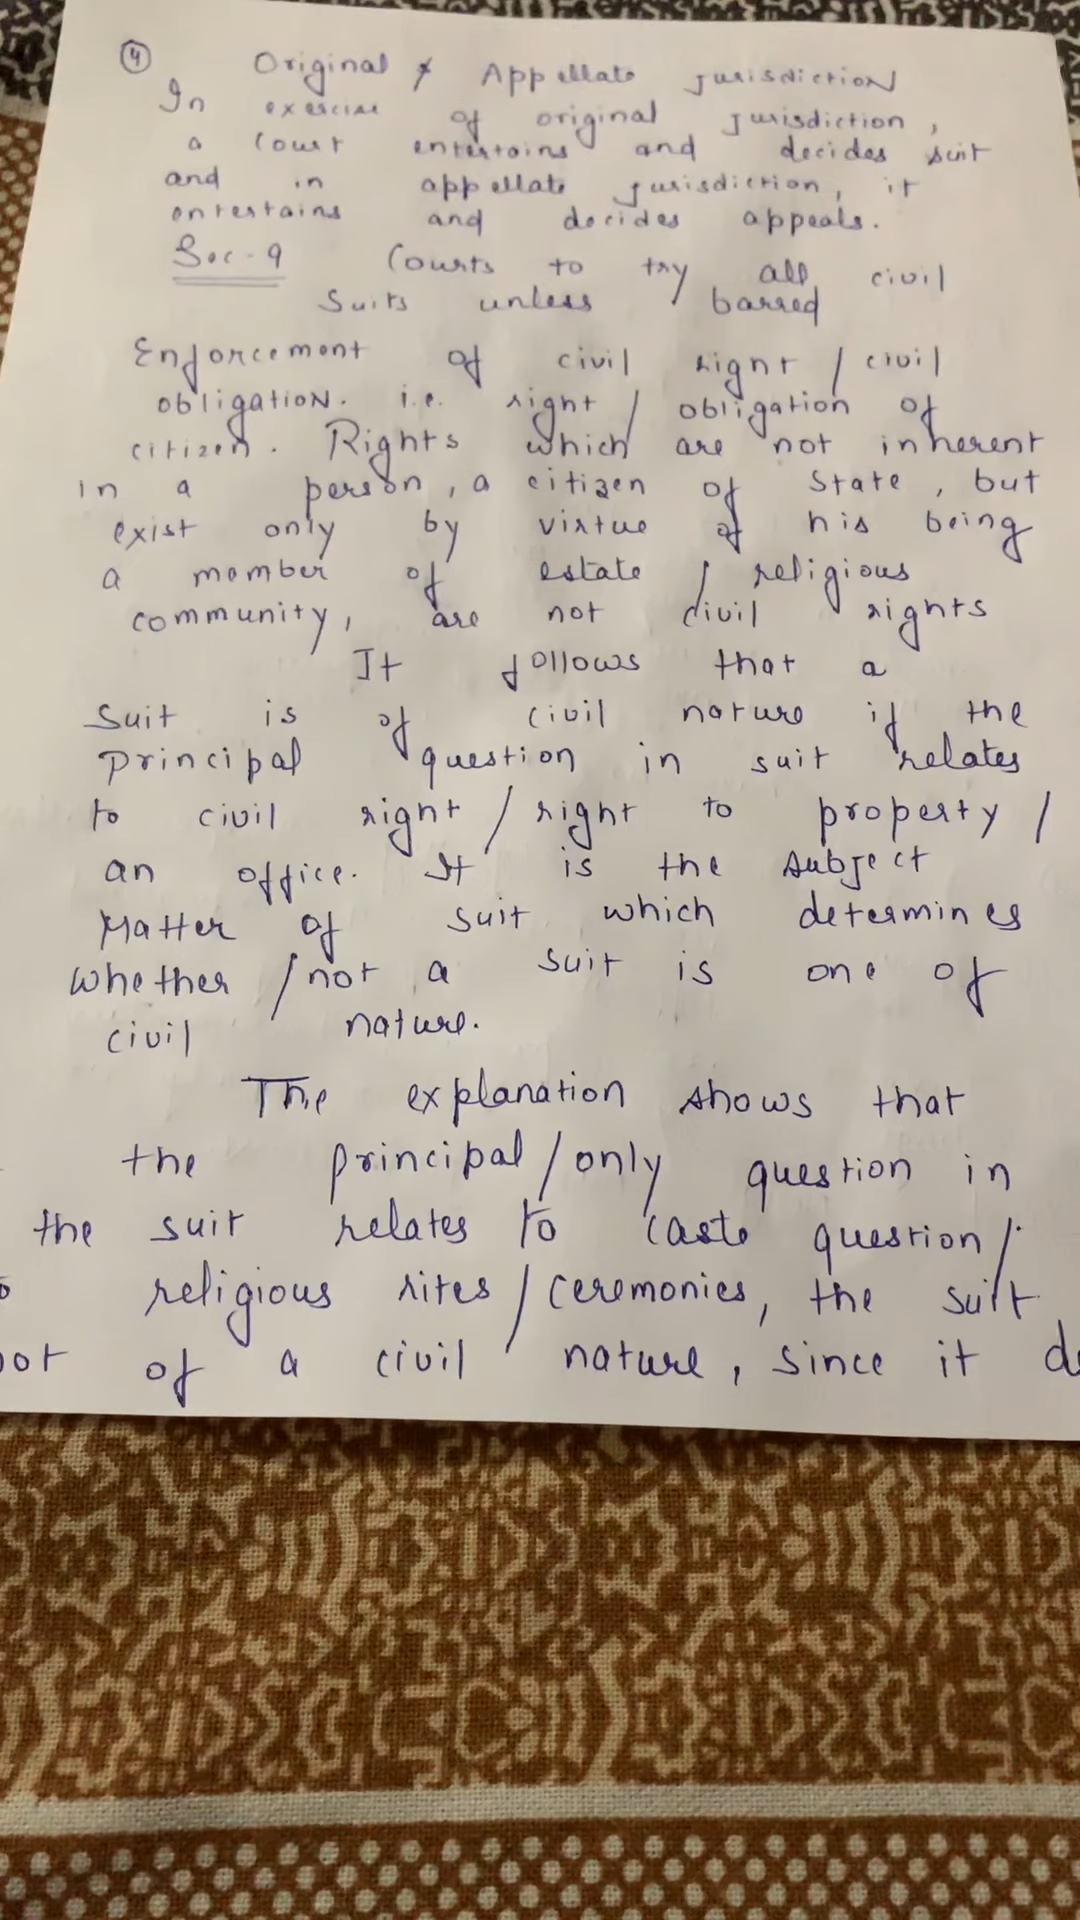 ④ Original & Appellate jurisdiction
In exercise of original Jurisdiction,
a court entertains and decides suit
and in appellate jurisdiction, it
entertains and decides appeals.
Sec-9 Courts to try all civil
Suits unless barred
Enforcement of civil right / civil
obligation. i.e. right / obligation of
citizen. Rights which are not inherent
in a person, a citizen of State, but
exist only by virtue of his being
a member of estate / religious
community, are not civil rights
It follows that a
Suit is of civil nature if the
principal question in suit relates
to civil right / right to property /
an office. It is the subject
Matter of suit which determines
whether / not a suit is one of
civil nature.
The explanation shows that
the principal / only question in
the suit relates to caste question /
religious rites / ceremonies, the suit
of a civil nature, since it